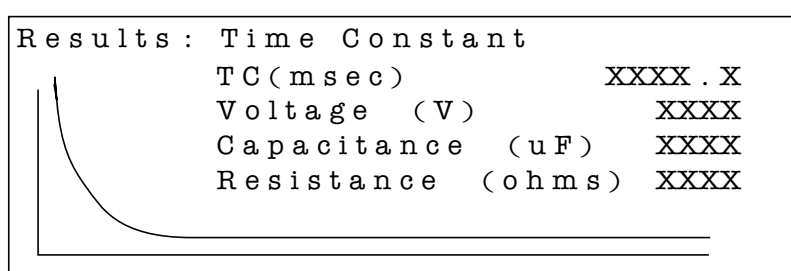 Results: Time Constant
TC(msec) XXXX.X
Voltage (V) XXXX
Capacitance (uF) XXXX
Resistance (ohms) XXXX